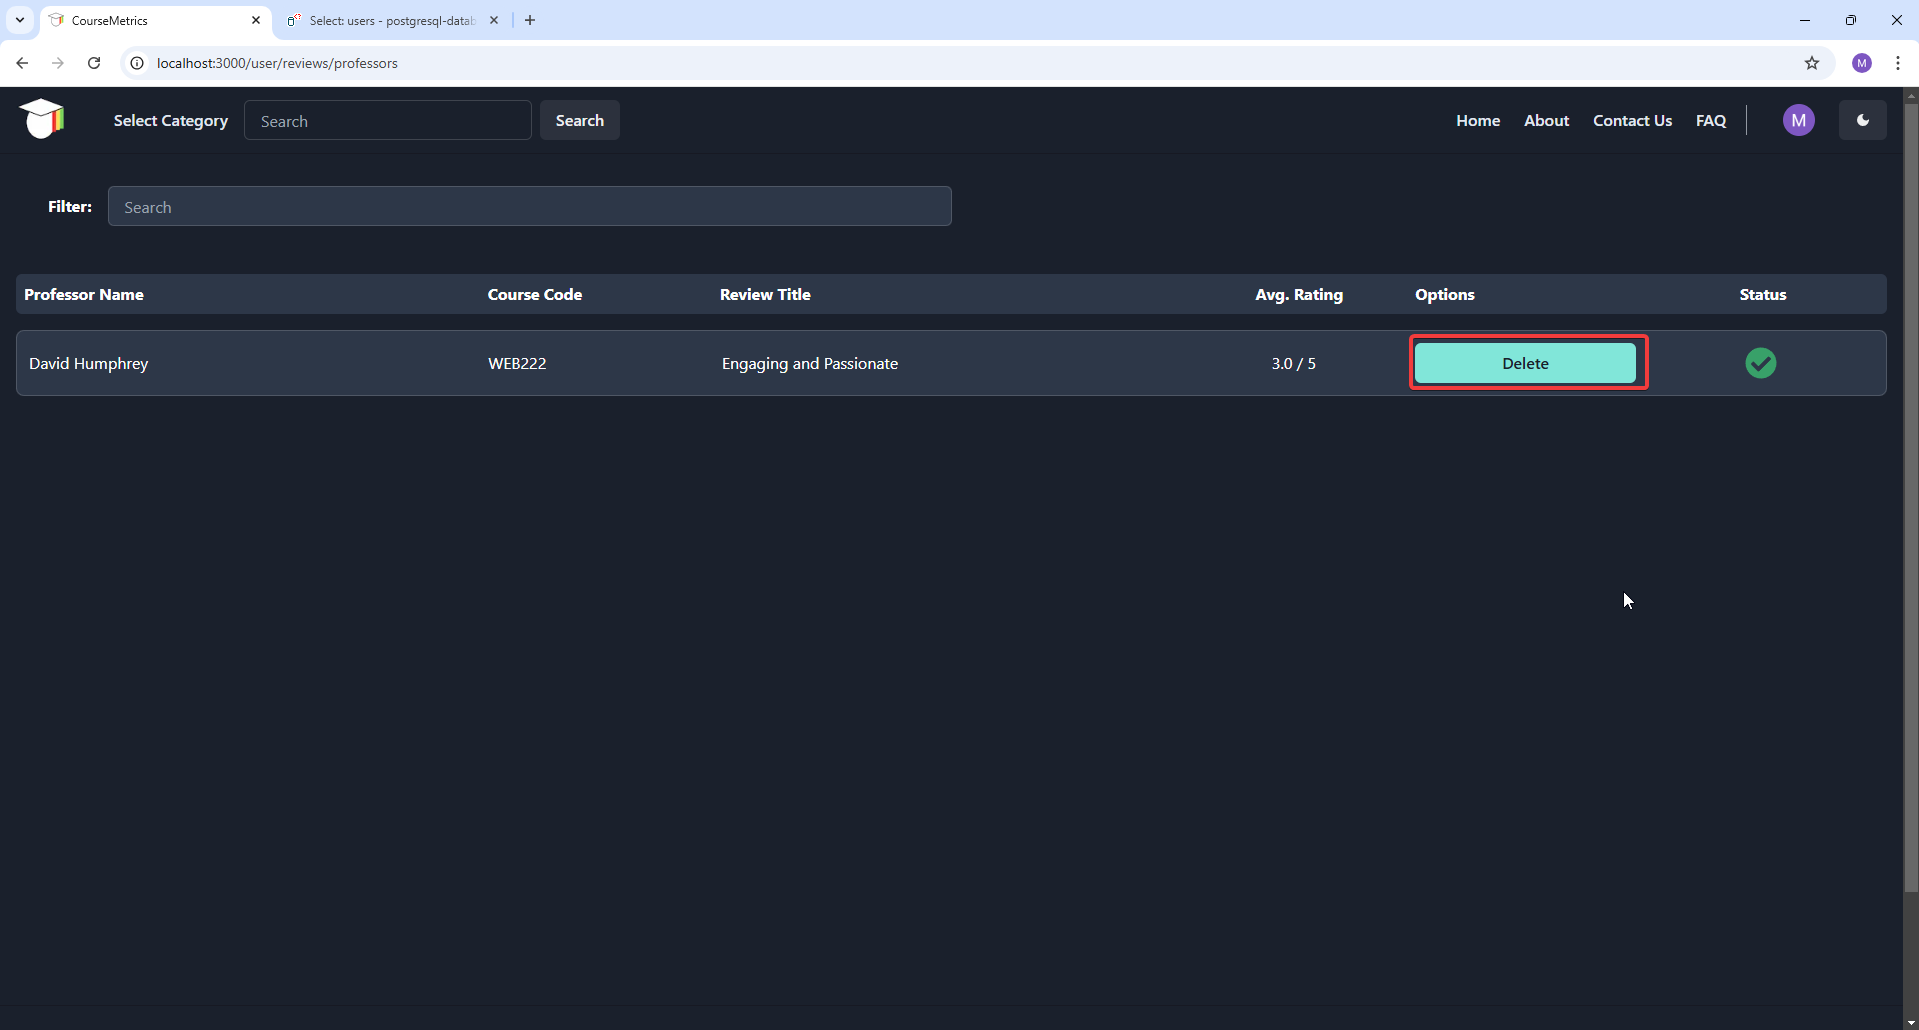 CourseMetrics
Select: users - postgresql-datab
localhost:3000/user/reviews/professors
M
Select Category
Search
Search
Home
About
Contact Us
FAQ
M
Filter:
Search
Professor Name
Course Code
Review Title
Avg. Rating
Options
Status
David Humphrey
WEB222
Engaging and Passionate
3.0 / 5
Delete